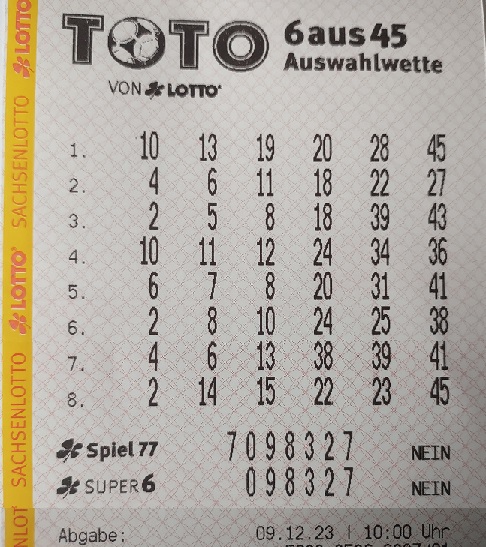 TOTO 6aus45
Auswahlwette
VON LOTTO
1. 10 13 19 20 28 45
2. 4 6 11 18 22 27
3. 2 5 8 18 39 43
4. 10 11 12 24 34 36
5. 6 7 8 20 31 41
6. 2 8 10 24 25 38
7. 4 6 13 38 39 41
8. 2 14 15 22 23 45
Spiel 77 7098327 NEIN
SUPER 6 098327 NEIN
Abgabe: 09.12.23 | 10:00 Uhr
LOTTO
SACHSENLOTTO
LOTTO
SACHSENLOTTO